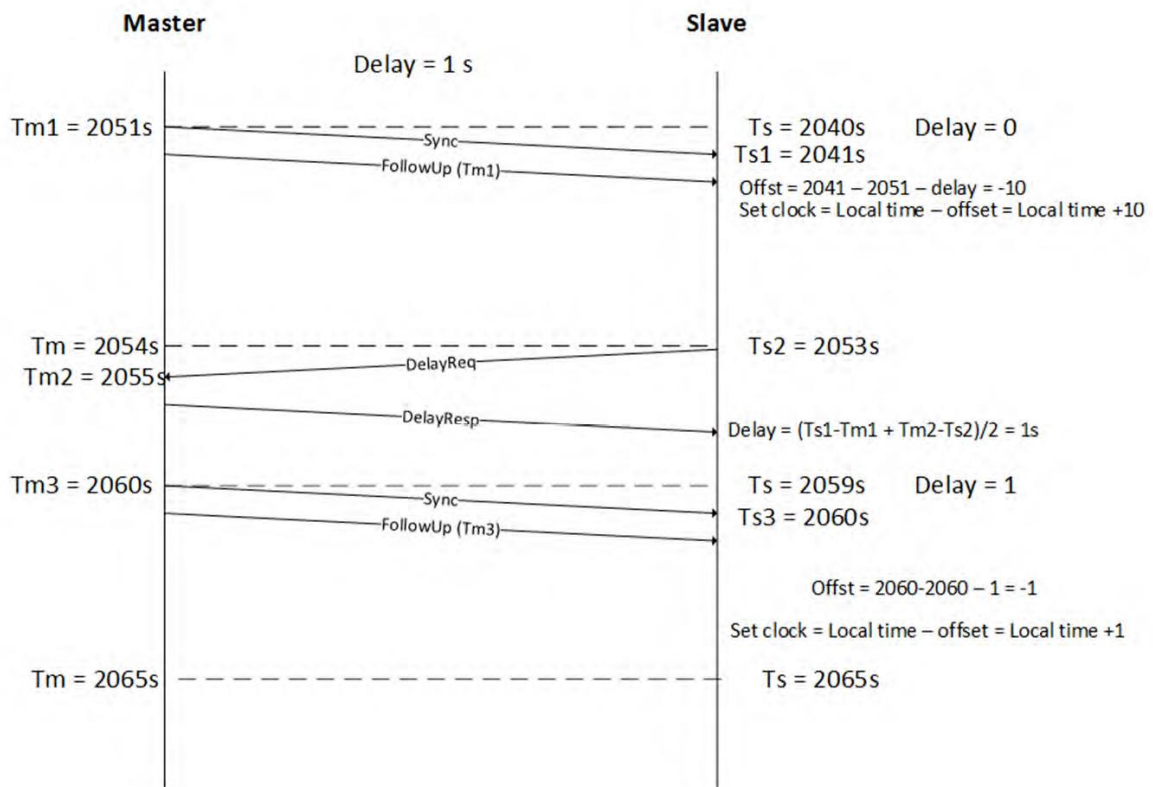 Master
Slave
Delay = 1 s
Tm1 = 2051s
Ts = 2040s
Delay = 0
Sync
Ts1 = 2041s
FollowUp (Tm1)
Offst = 2041 – 2051 – delay = -10
Set clock = Local time – offset = Local time +10
Tm = 2054s
Ts2 = 2053s
DelayReq
Tm2 = 2055s
DelayResp
Delay = (Ts1-Tm1 + Tm2-Ts2)/2 = 1s
Tm3 = 2060s
Ts = 2059s
Delay = 1
Sync
Ts3 = 2060s
FollowUp (Tm3)
Offst = 2060-2060 – 1 = -1
Set clock = Local time – offset = Local time +1
Tm = 2065s
Ts = 2065s